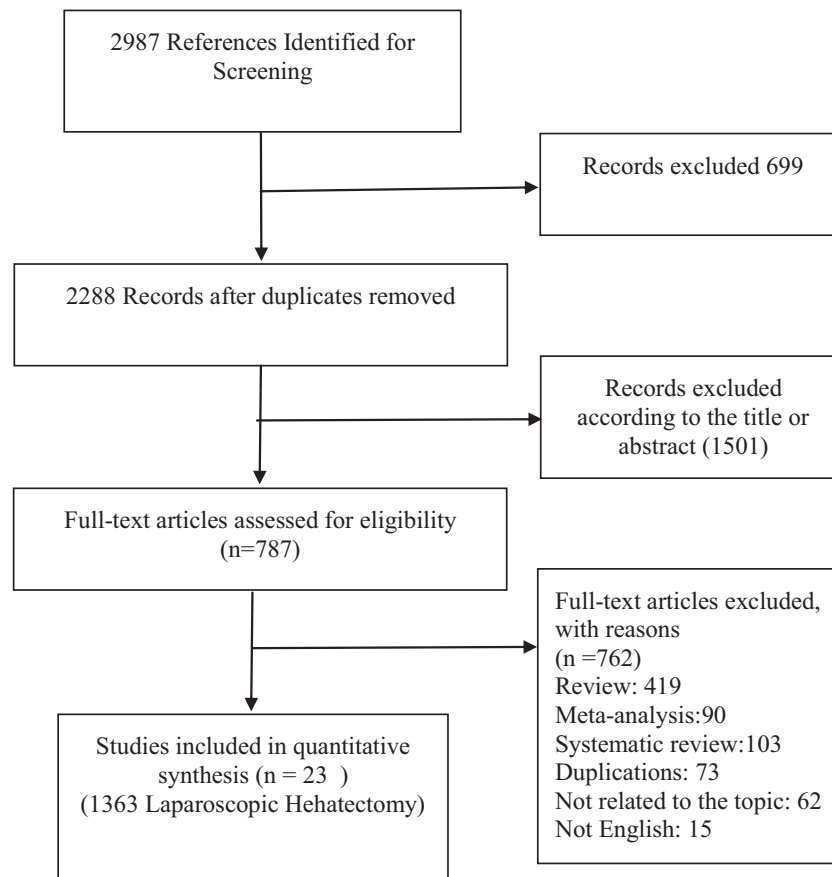 2987 References Identified for
Screening
Records excluded 699
2288 Records after duplicates removed
Records excluded
according to the title or
abstract (1501)
Full-text articles assessed for eligibility
(n=787)
Full-text articles excluded,
with reasons
(n =762)
Review: 419
Meta-analysis:90
Systematic review:103
Duplications: 73
Not related to the topic: 62
Not English: 15
Studies included in quantitative
synthesis (n = 23 )
(1363 Laparoscopic Hehatectomy)